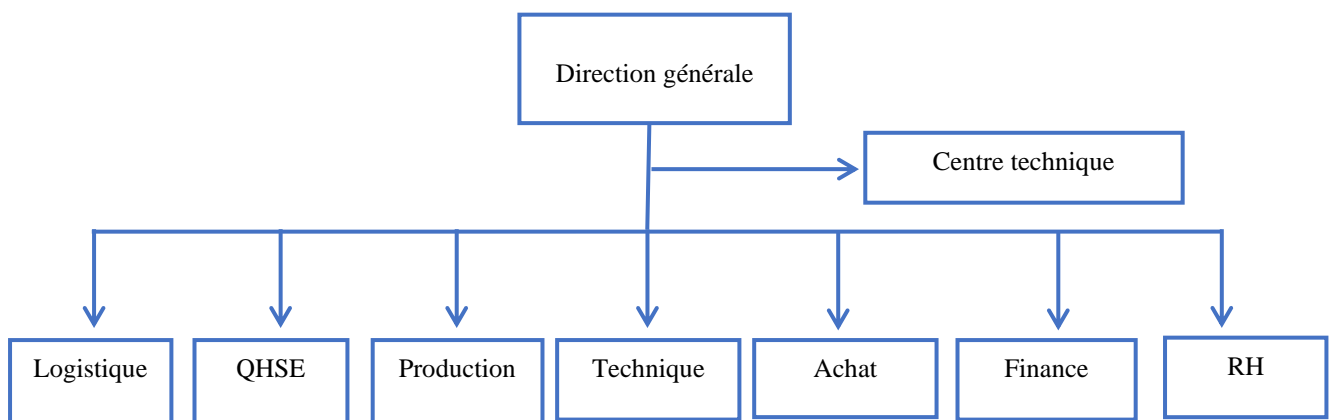 Direction générale
Centre technique
Logistique
QHSE
Production
Technique
Achat
Finance
RH